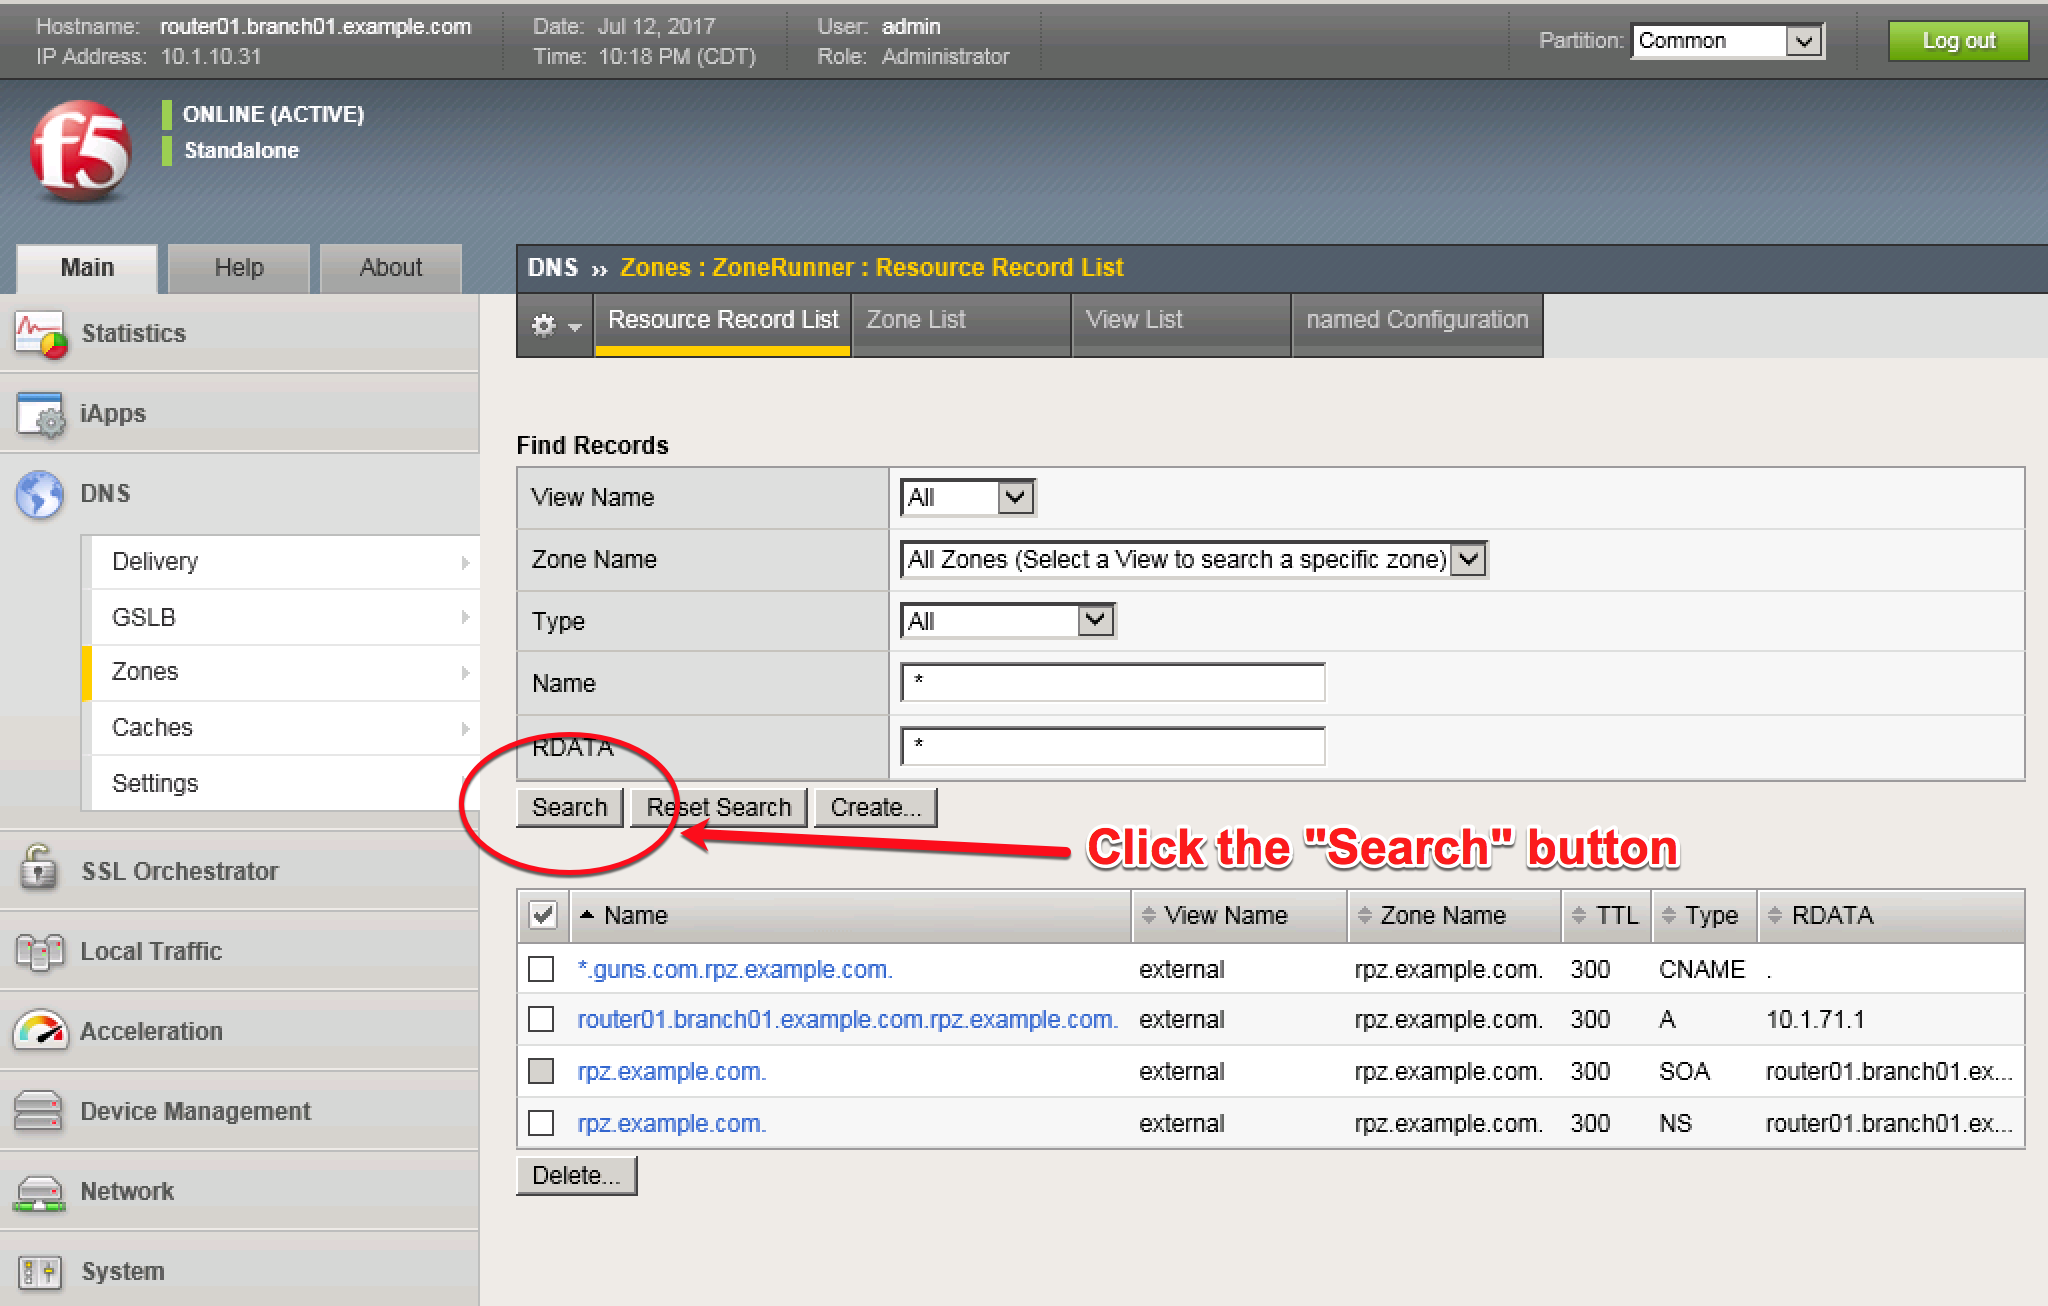 Hostname: router01.branch01.example.com
IP Address: 10.1.10.31
Date: Jul 12, 2017
Time: 10:18 PM (CDT)
User: admin
Role: Administrator
Partition: Common
Log out
f5
ONLINE (ACTIVE)
Standalone
Main
Help
About
DNS ›› Zones : ZoneRunner : Resource Record List
Resource Record List
Zone List
View List
named Configuration
Statistics
iApps
DNS
Delivery
GSLB
Zones
Caches
Settings
SSL Orchestrator
Local Traffic
Acceleration
Device Management
Network
System
Find Records
View Name All
Zone Name All Zones (Select a View to search a specific zone)
Type All
Name *
RDATA *
Search Reset Search Create...
Click the "Search" button
Name View Name Zone Name TTL Type RDATA
*.guns.com.rpz.example.com. external rpz.example.com. 300 CNAME .
router01.branch01.example.com.rpz.example.com. external rpz.example.com. 300 A 10.1.71.1
rpz.example.com. external rpz.example.com. 300 SOA router01.branch01.ex...
rpz.example.com. external rpz.example.com. 300 NS router01.branch01.ex...
Delete...